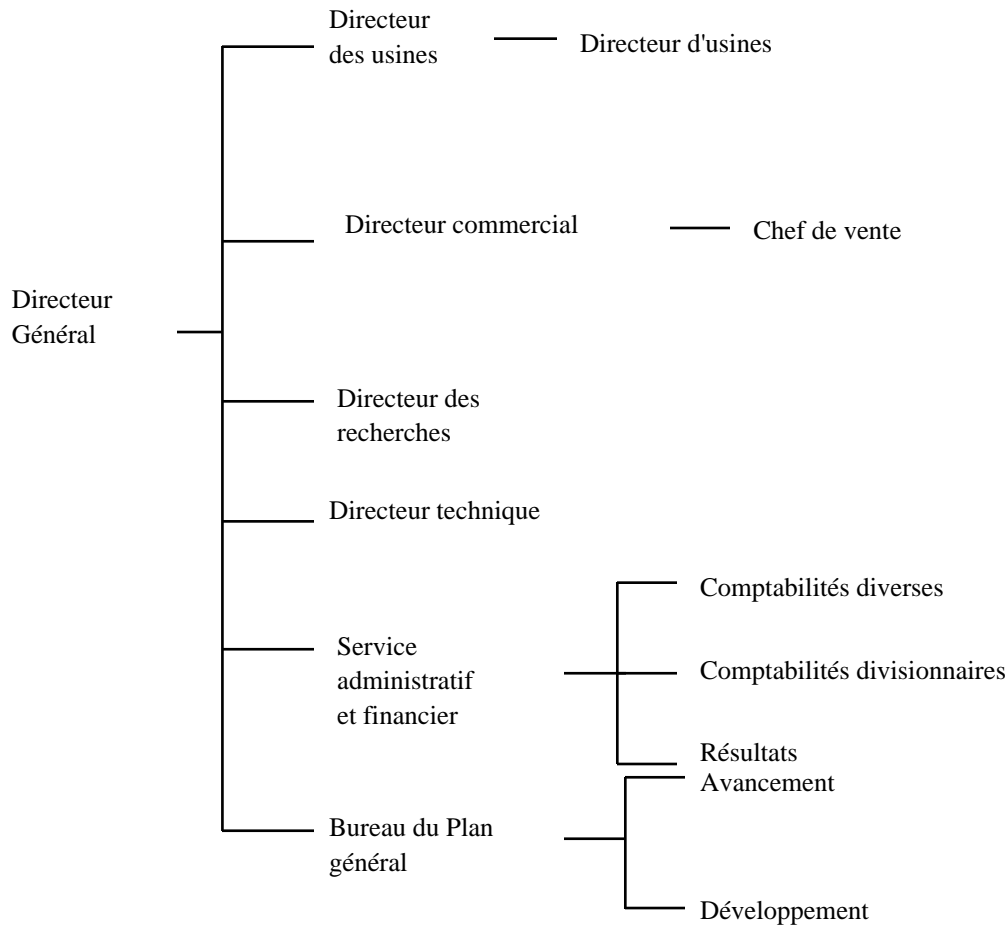 Directeur
des usines
Directeur d'usines
Directeur commercial
Chef de vente
Directeur
Général
Directeur des
recherches
Directeur technique
Service
administratif
et financier
Comptabilités diverses
Comptabilités divisionnaires
Résultats
Bureau du Plan
général
Avancement
Développement